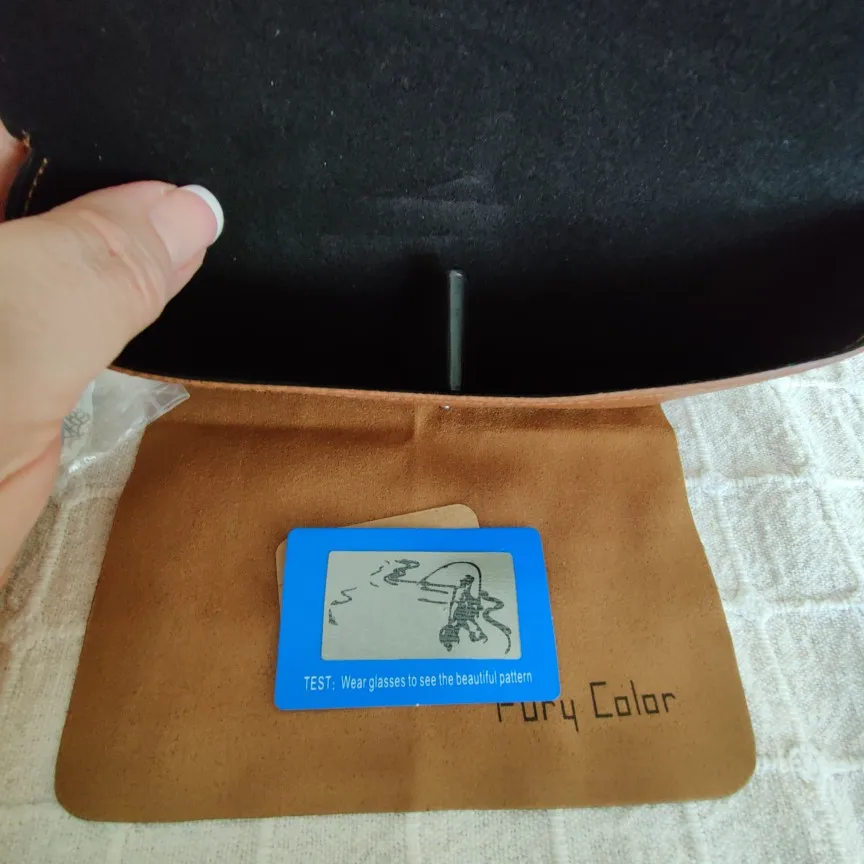 TEST: Wear glasses to see the beautiful pattern
Fury Color